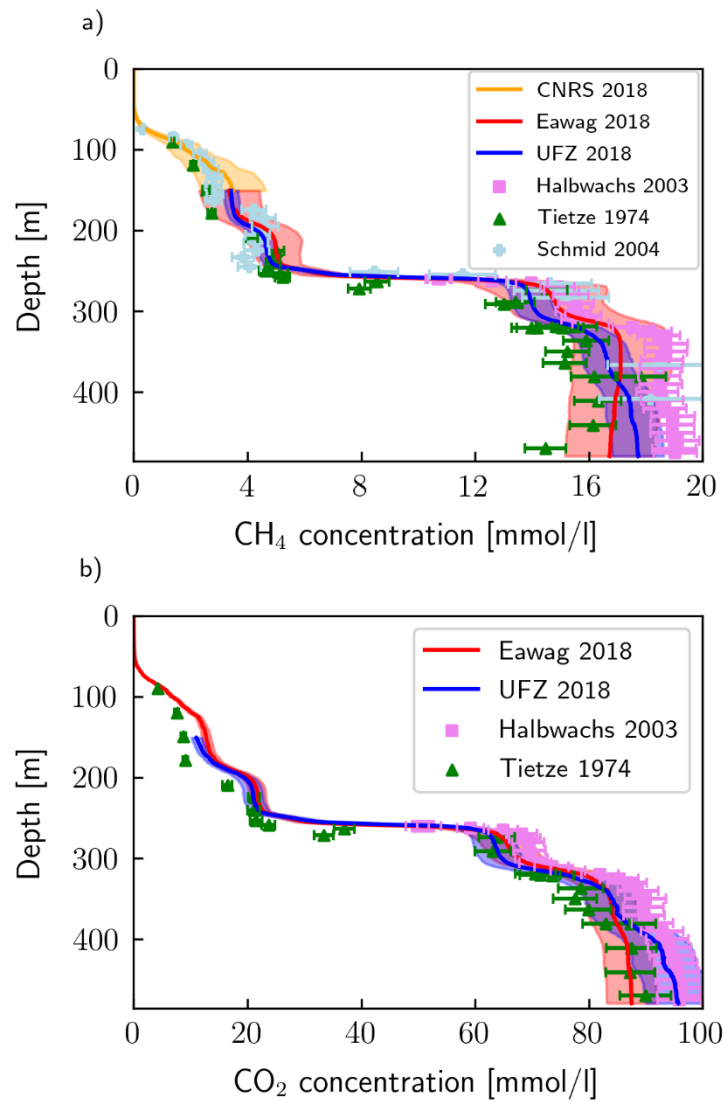 a)
0
100
200
300
400
Depth [m]
CNRS 2018
Eawag 2018
UFZ 2018
Halbwachs 2003
Tietze 1974
Schmid 2004
0 4 8 12 16 20
CH₄ concentration [mmol/l]
b)
0
100
200
300
400
Depth [m]
Eawag 2018
UFZ 2018
Halbwachs 2003
Tietze 1974
0 20 40 60 80 100
CO₂ concentration [mmol/l]